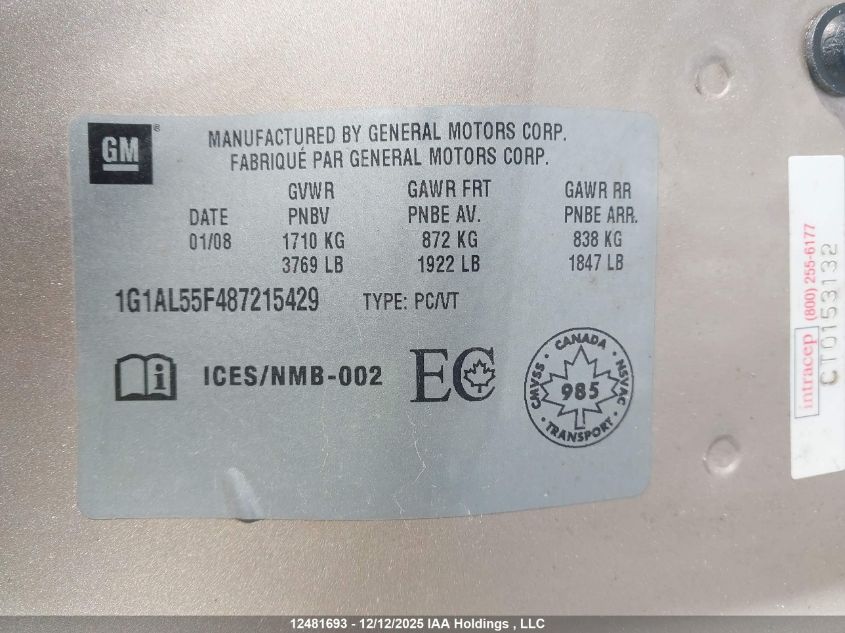 GM
®
MANUFACTURED BY GENERAL MOTORS CORP.
FABRIQUÉ PAR GENERAL MOTORS CORP.
GVWR GAWR FRT GAWR RR
DATE PNBV PNBE AV. PNBE ARR.
01/08 1710 KG 872 KG 838 KG
3769 LB 1922 LB 1847 LB
1G1AL55F487215429 TYPE: PC/VT
i ICES/NMB-002 EC
CANADA
CMVSS 985 NSVAC
TRANSPORT
intracep (800) 255-6177
CT0153132
12481693 - 12/12/2025 IAA Holdings , LLC